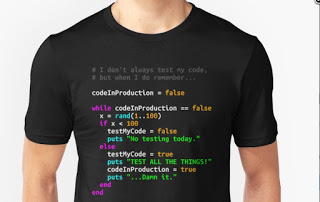 # I don't always test my code,
# but when I do remember...
codeInProduction = false
while codeInProduction == false
x = rand(1..100)
if x < 100
testMyCode = false
puts "No testing today."
else
testMyCode = true
puts "TEST ALL THE THINGS!"
codeInProduction = true
puts "...Damn it."
end
end